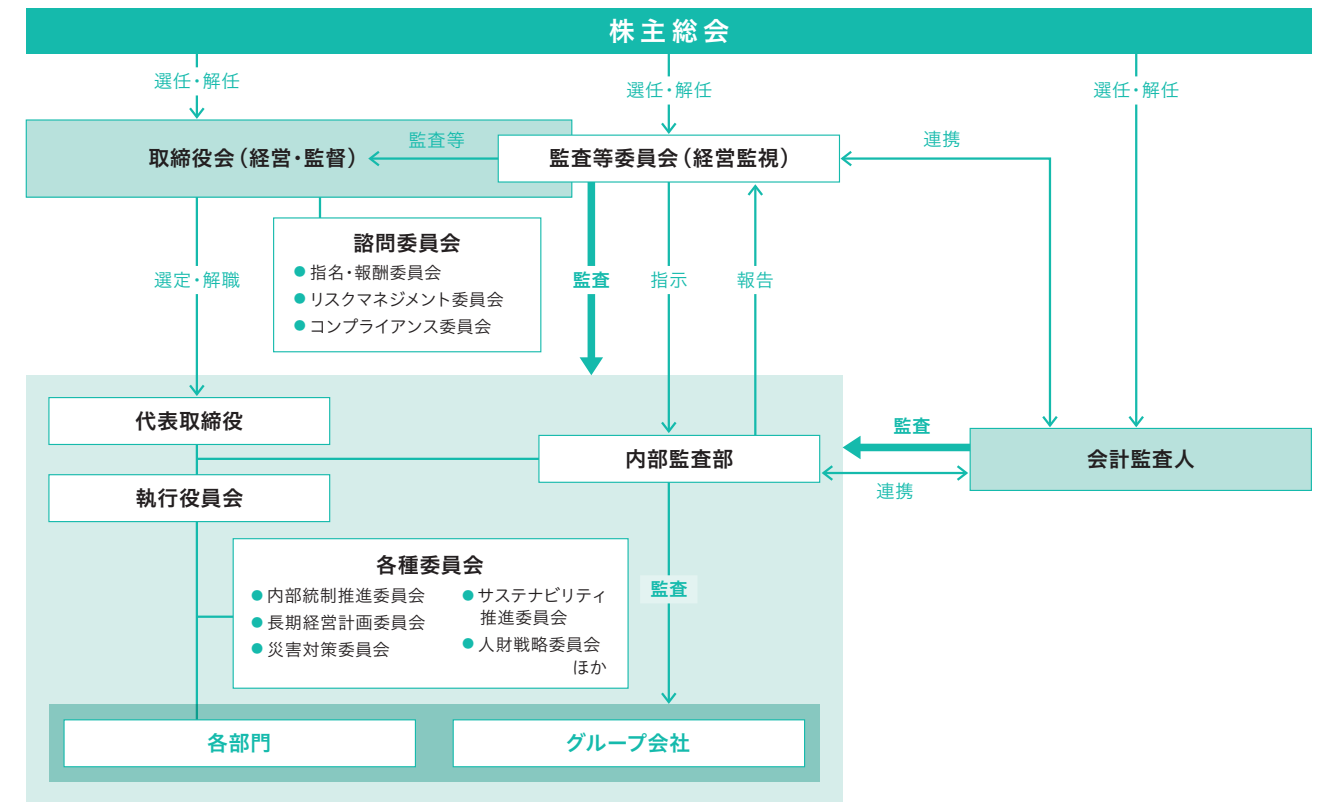 株主総会
選任・解任
選任・解任
選任・解任
取締役会（経営・監督）
監査等
監査等委員会（経営監視）
連携
諮問委員会
指名・報酬委員会
リスクマネジメント委員会
コンプライアンス委員会
選定・解職
監査
指示
報告
代表取締役
執行役員会
内部監査部
監査
連携
会計監査人
各種委員会
内部統制推進委員会
長期経営計画委員会
災害対策委員会
サステナビリティ
推進委員会
人財戦略委員会
ほか
監査
各部門
グループ会社